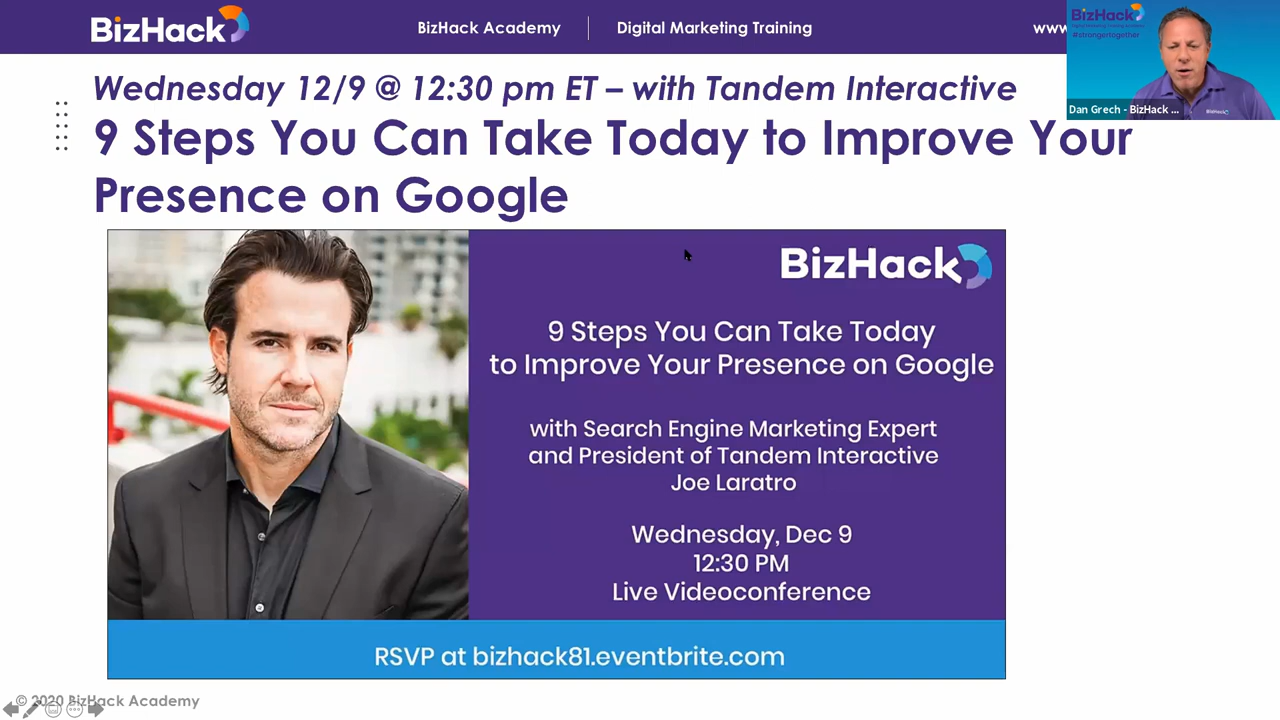 BizHack
BizHack Academy
Digital Marketing Training
www
BizHack
#strongertogether
Dan Grech - BizHack ...
Wednesday 12/9 @ 12:30 pm ET – with Tandem Interactive
9 Steps You Can Take Today to Improve Your
Presence on Google
BizHack
9 Steps You Can Take Today
to Improve Your Presence on Google
with Search Engine Marketing Expert
and President of Tandem Interactive
Joe Laratro
Wednesday, Dec 9
12:30 PM
Live Videoconference
RSVP at bizhack81.eventbrite.com
© 2020 BizHack Academy